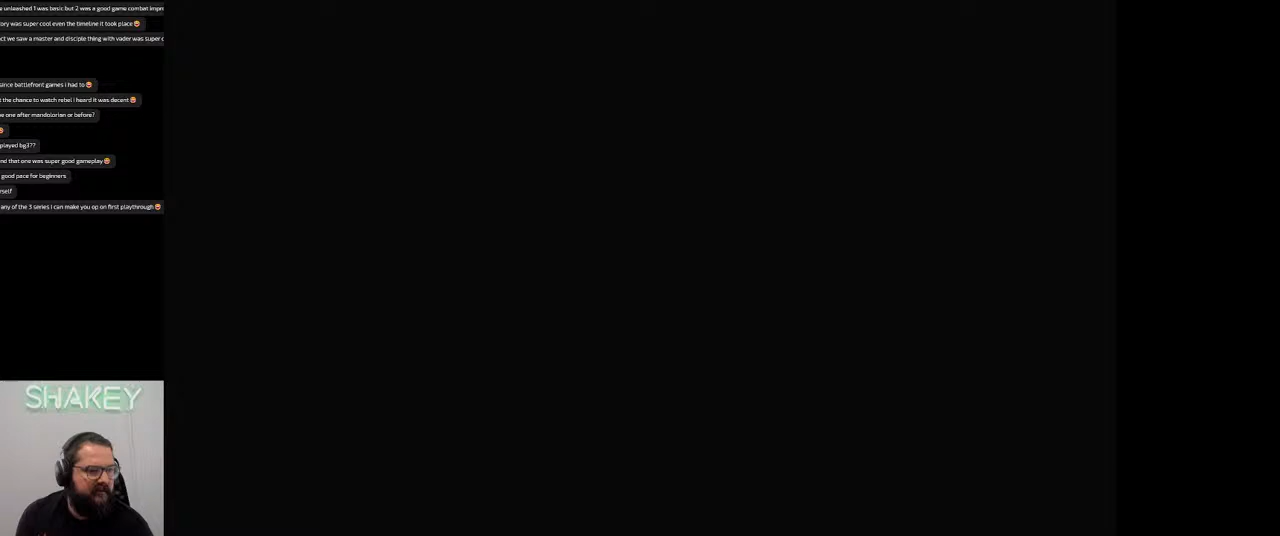 unleashed 1 was basic but 2 was a good game combat impr
ory was super cool even the timeline it took place
ct we saw a master and disciple thing with vader was super c
since battlefront games i had to
t the chance to watch rebel i heard it was decent
e one after mandolorian or before?
played bg3??
nd that one was super good gameplay
good pace for beginners
rself
any of the 3 series i can make you op on first playthrough
SHAKEY